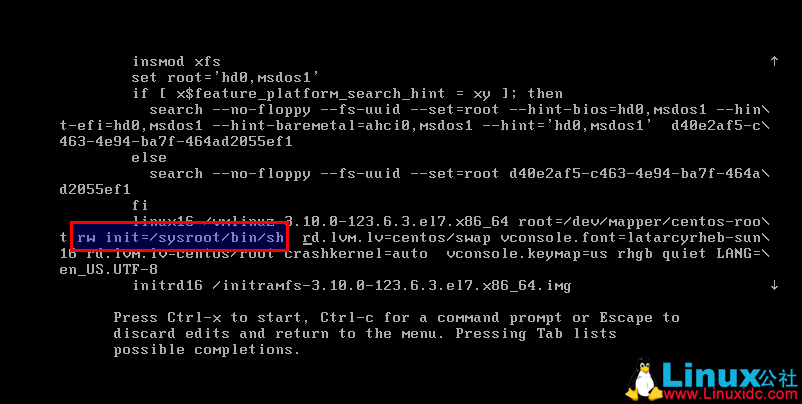 insmod xfs
set root='hd0,msdos1'
if [ x$feature_platform_search_hint = xy ]; then
search --no-floppy --fs-uuid --set=root --hint-bios=hd0,msdos1 --hin\
t-efi=hd0,msdos1 --hint-baremetal=ahci0,msdos1 --hint='hd0,msdos1'  d40e2af5-c\
463-4e94-ba7f-464ad2055ef1
else
search --no-floppy --fs-uuid --set=root d40e2af5-c463-4e94-ba7f-464a\
d2055ef1
fi
linux16 /vmlinuz-3.10.0-123.6.3.el7.x86_64 root=/dev/mapper/centos-roo\
t rw init=/sysroot/bin/sh  rd.lvm.lv=centos/swap vconsole.font=latarcyrheb-sun\
16 rd.lvm.lv=centos/root crashkernel=auto  vconsole.keymap=us rhgb quiet LANG=\
en_US.UTF-8
initrd16 /initramfs-3.10.0-123.6.3.el7.x86_64.img
Press Ctrl-x to start, Ctrl-c for a command prompt or Escape to
discard edits and return to the menu. Pressing Tab lists
possible completions.
Linux公社
www.Linuxidc.com